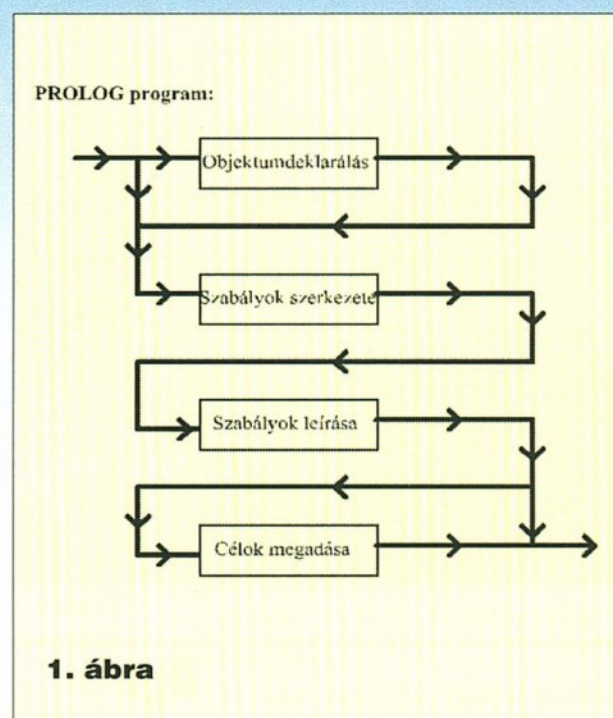 PROLOG program:
Objektumdeklarálás
Szabályok szerkezete
Szabályok leírása
Célok megadása
1. ábra